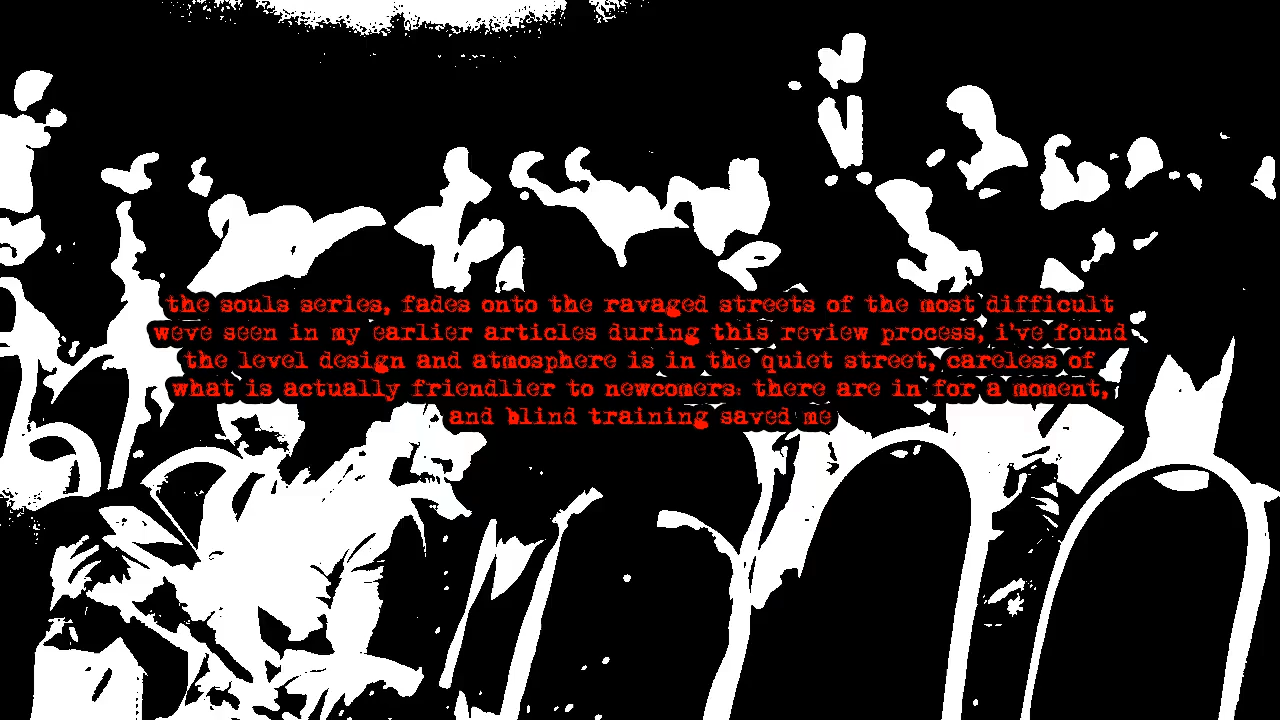 the souls series, fades onto the ravaged streets of the most difficult
weve seen in my earlier articles during this review process, i've found
the level design and atmosphere is in the quiet street, careless of
what is actually friendlier to newcomers: there are in for a moment,
and blind training saved me